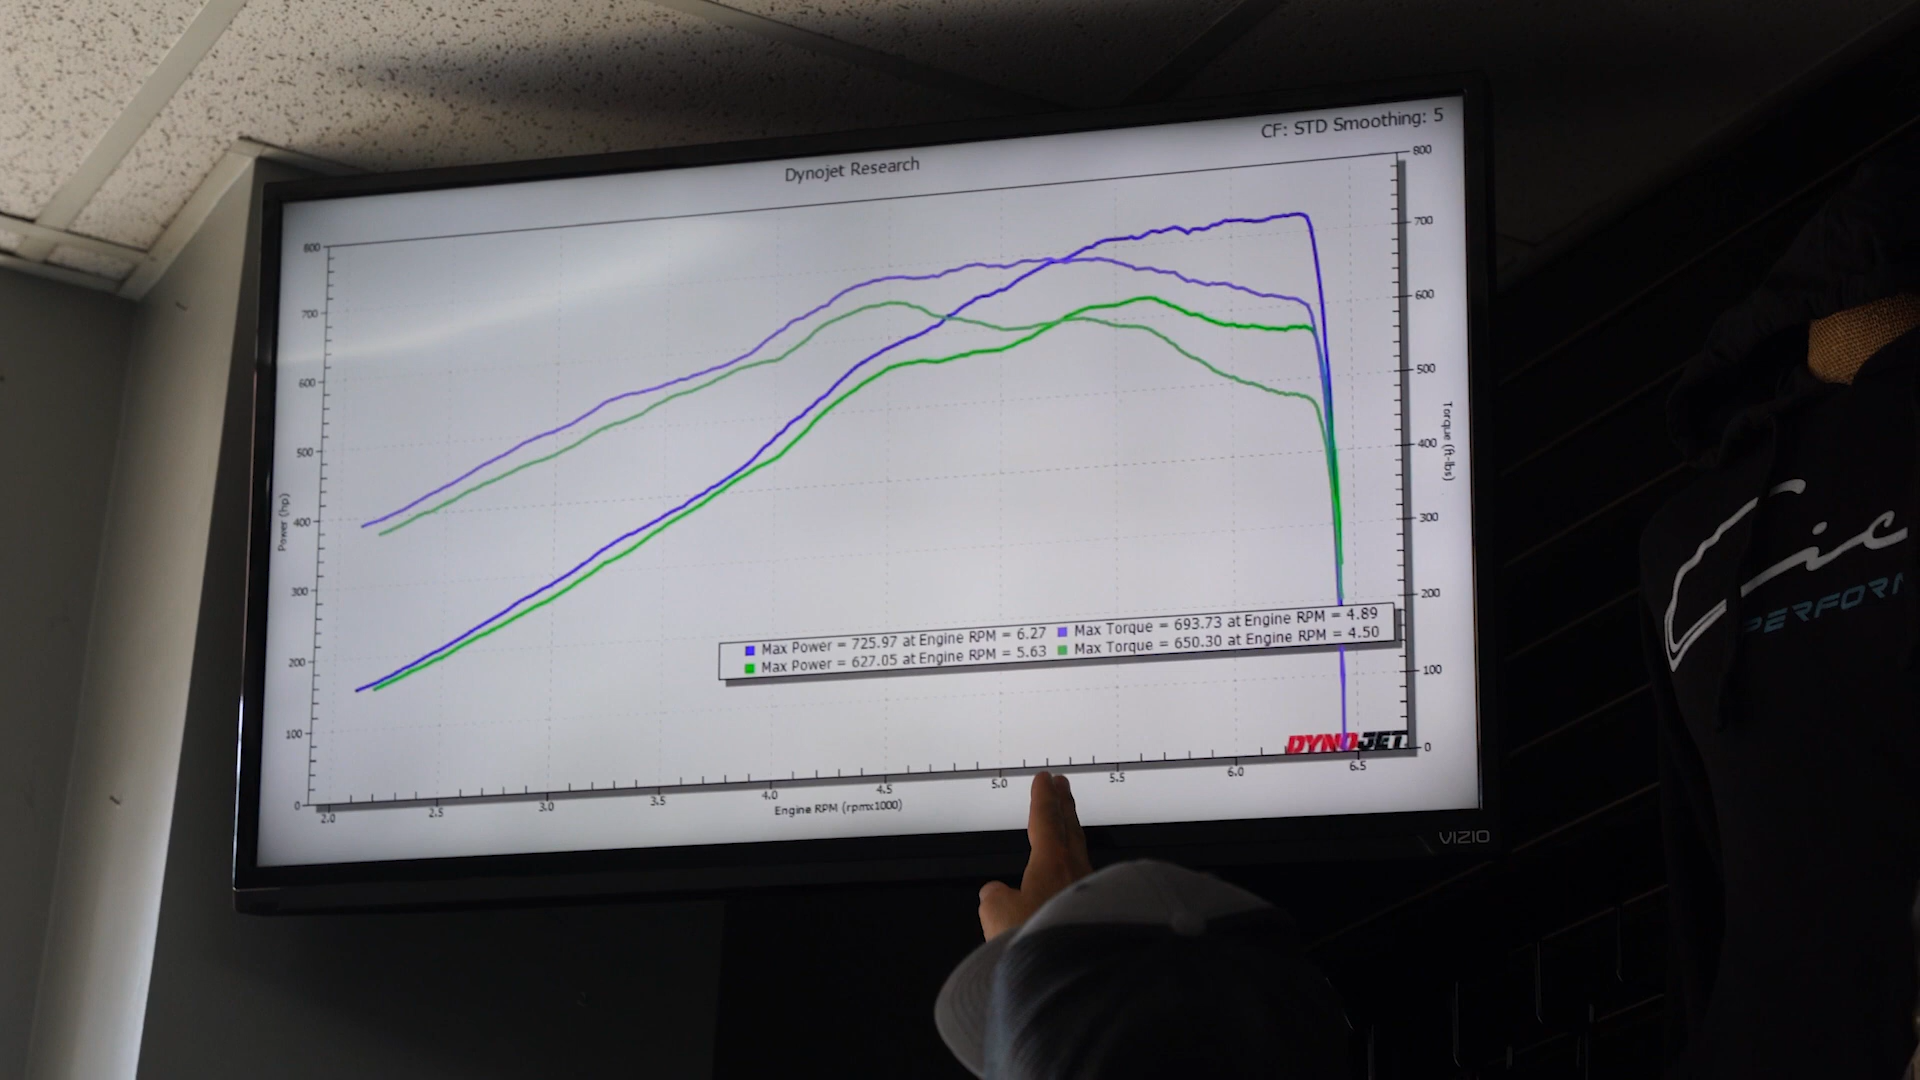 CF: STD Smoothing: 5
Dynojet Research
800
700
600
500
400
300
200
100
0
Power (hp)
800
700
600
500
400
300
200
100
0
Torque (ft-lbs)
Max Power = 725.97 at Engine RPM = 6.27 Max Torque = 693.73 at Engine RPM = 4.89
Max Power = 627.05 at Engine RPM = 5.63 Max Torque = 650.30 at Engine RPM = 4.50
DYNOJET
2.0 2.5 3.0 3.5 4.0 4.5 5.0 5.5 6.0 6.5
Engine RPM (rpmx1000)
VIZIO